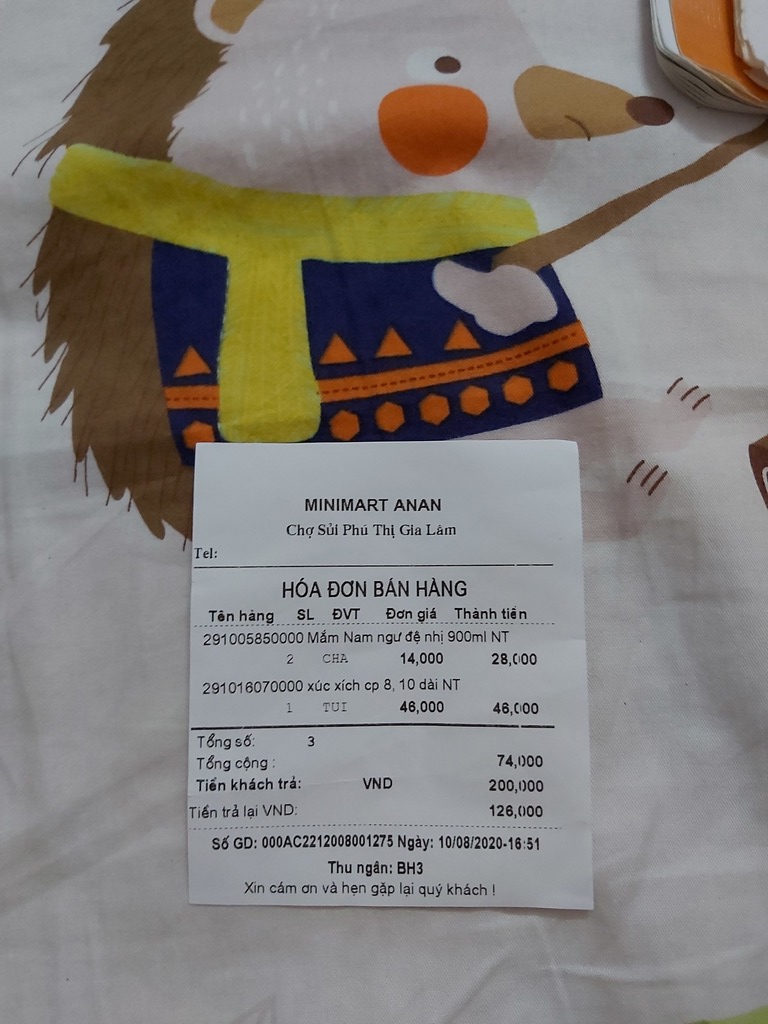 MINIMART ANAN
Chợ Sủi Phú Thị Gia Lâm
Tel:
HÓA ĐƠN BÁN HÀNG
Tên hàng SL ĐVT Đơn giá Thành tiền
291005850000 Mắm Nam ngư đệ nhị 900ml NT
2 CHA 14,000 28,000
291016070000 xúc xích cp 8, 10 dài NT
1 TUI 46,000 46,000
Tổng số: 3
Tổng cộng : 74,000
Tiền khách trả: VND 200,000
Tiền trả lại VND: 126,000
Số GD: 000AC2212008001275 Ngày: 10/08/2020-16:51
Thu ngân: BH3
Xin cám ơn và hẹn gặp lại quý khách !